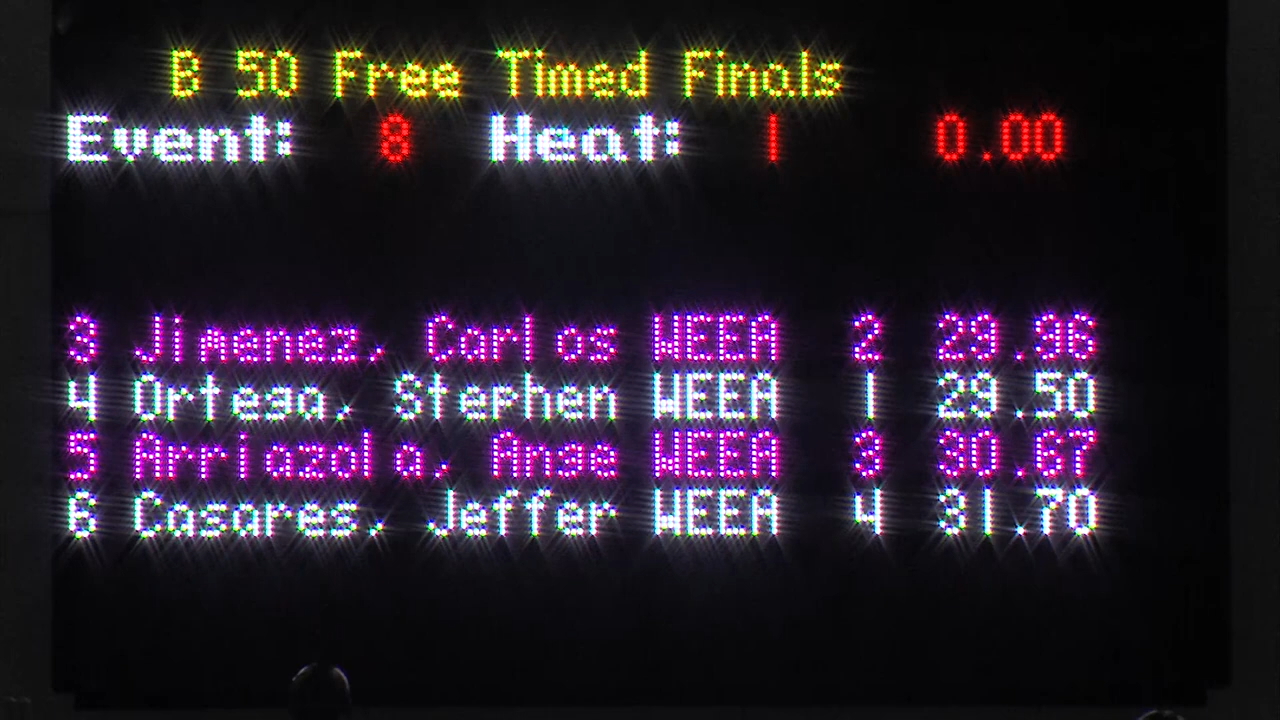 B 50 Free Timed Finals
Event: 8 Heat: 1 0.00
3 Jimenez, Carlos WEEA 2 29.96
4 Ortega, Stephen WEEA 1 29.50
5 Arriazola, Ange WEEA 3 30.67
6 Casares, Jeffer WEEA 4 31.70